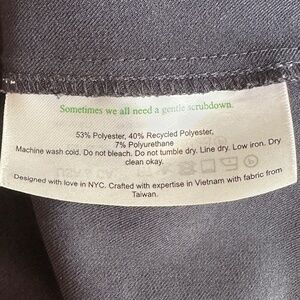 Sometimes we all need a gentle scrubdown.
53% Polyester, 40% Recycled Polyester,
7% Polyurethane
Machine wash cold. Do not bleach. Do not tumble dry. Line dry. Low iron. Dry
clean okay.
Designed with love in NYC. Crafted with expertise in Vietnam with fabric from
Taiwan.